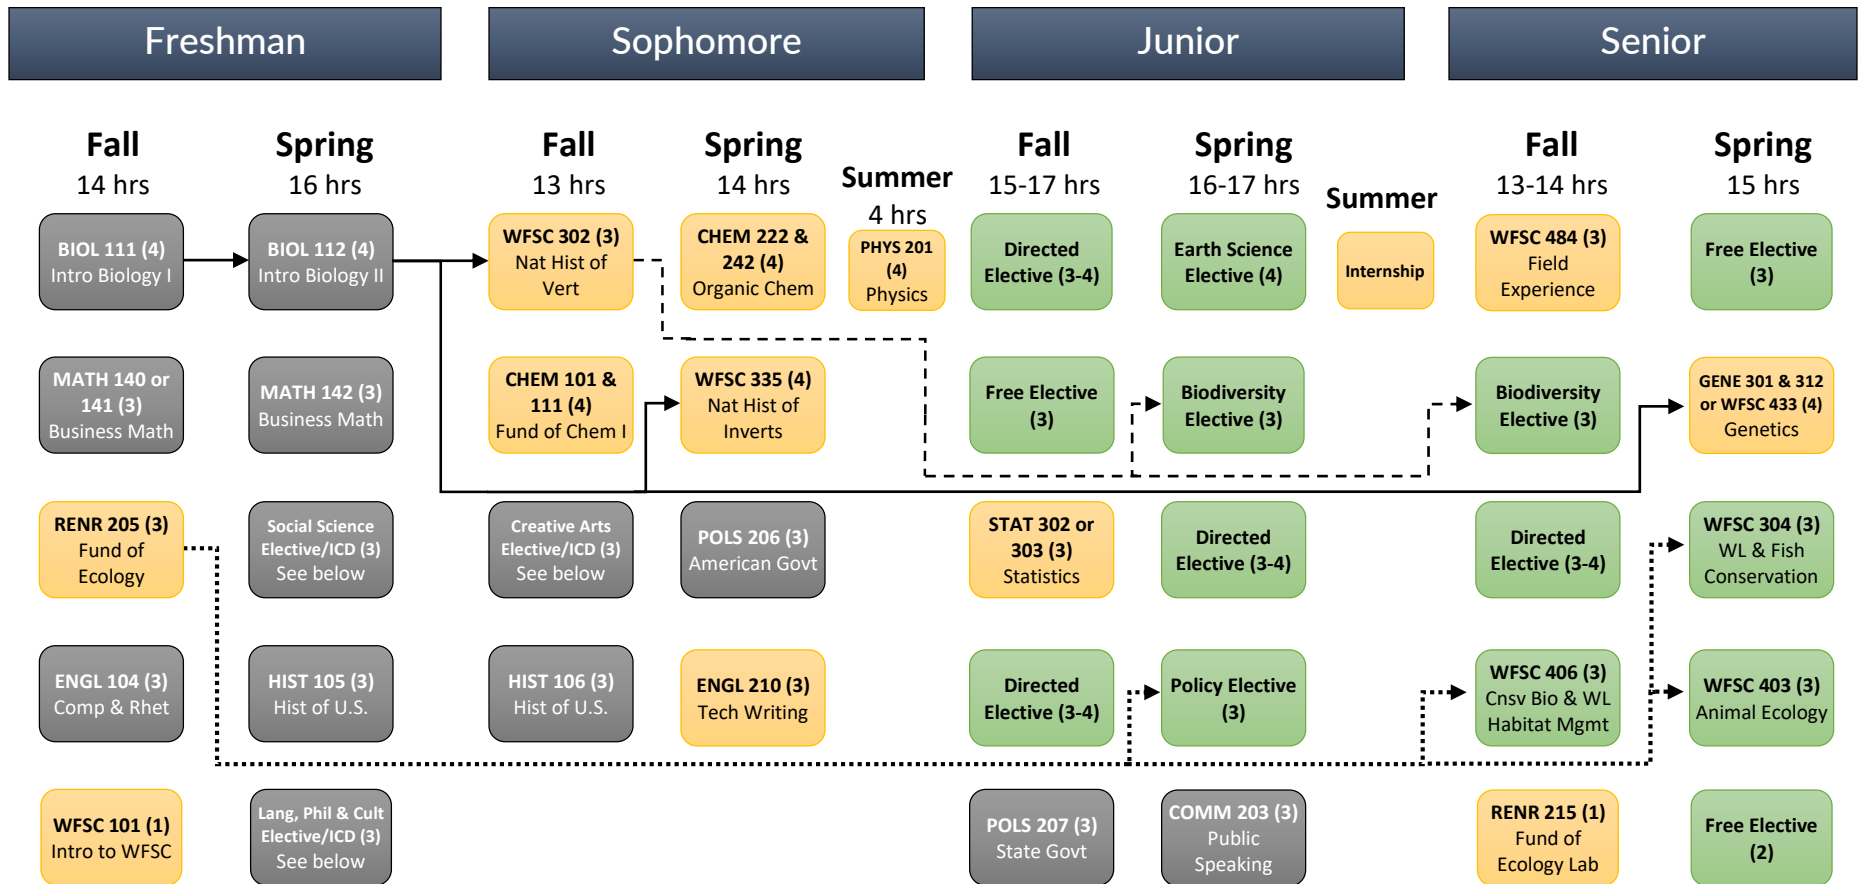 Freshman
Sophomore
Junior
Senior
Fall
14 hrs
Spring
16 hrs
Fall
13 hrs
Spring
14 hrs
Summer
4 hrs
Fall
15-17 hrs
Spring
16-17 hrs
Summer
Fall
13-14 hrs
Spring
15 hrs
BIOL 111 (4)
Intro Biology I
BIOL 112 (4)
Intro Biology II
WFSC 302 (3)
Nat Hist of
Vert
CHEM 222 &
242 (4)
Organic Chem
PHYS 201
(4)
Physics
Directed
Elective (3-4)
Earth Science
Elective (4)
Internship
WFSC 484 (3)
Field
Experience
Free Elective
(3)
MATH 140 or
141 (3)
Business Math
MATH 142 (3)
Business Math
CHEM 101 &
111 (4)
Fund of Chem I
WFSC 335 (4)
Nat Hist of
Inverts
Free Elective
(3)
Biodiversity
Elective (3)
Biodiversity
Elective (3)
GENE 301 & 312
or WFSC 433 (4)
Genetics
RENR 205 (3)
Fund of
Ecology
Social Science
Elective/ICD (3)
See below
Creative Arts
Elective/ICD (3)
See below
POLS 206 (3)
American Govt
STAT 302 or
303 (3)
Statistics
Directed
Elective (3-4)
Directed
Elective (3-4)
WFSC 304 (3)
WL & Fish
Conservation
ENGL 104 (3)
Comp & Rhet
HIST 105 (3)
Hist of U.S.
HIST 106 (3)
Hist of U.S.
ENGL 210 (3)
Tech Writing
Directed
Elective (3-4)
Policy Elective
(3)
WFSC 406 (3)
Cnsv Bio & WL
Habitat Mgmt
WFSC 403 (3)
Animal Ecology
WFSC 101 (1)
Intro to WFSC
Lang, Phil & Cult
Elective/ICD (3)
See below
POLS 207 (3)
State Govt
COMM 203 (3)
Public
Speaking
RENR 215 (1)
Fund of
Ecology Lab
Free Elective
(2)